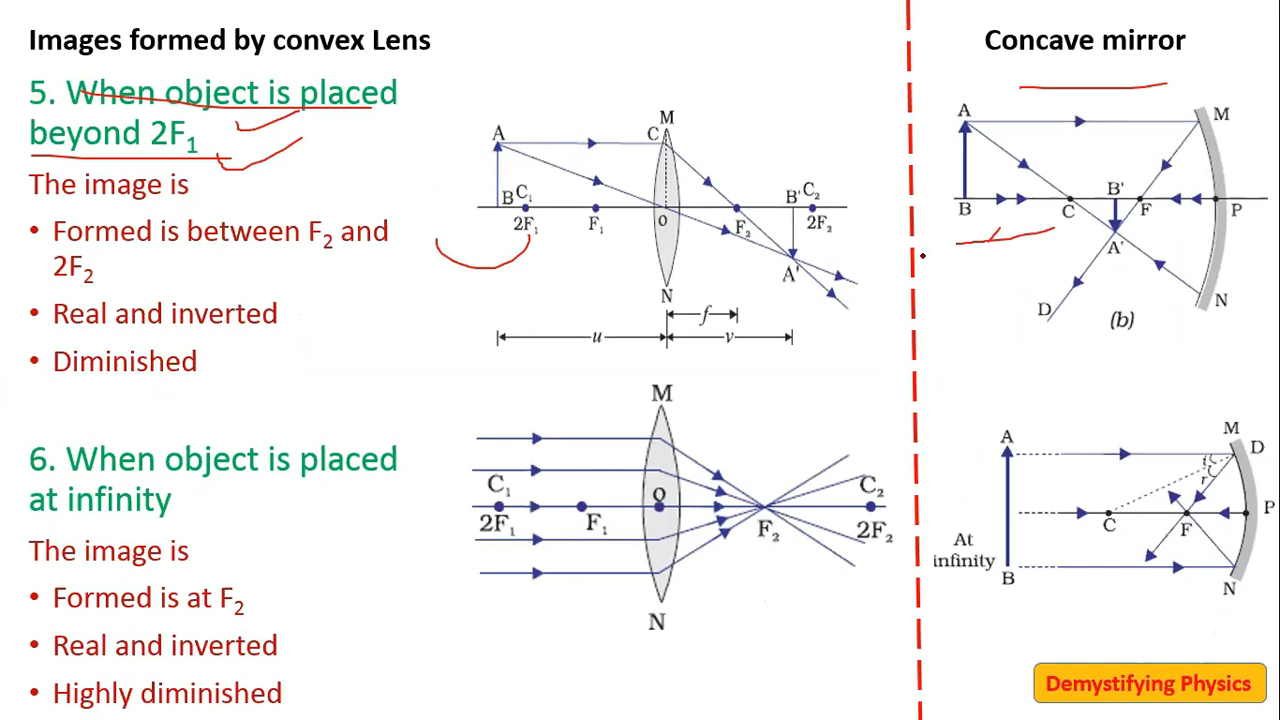 Images formed by convex Lens
Concave mirror
5. When object is placed
beyond 2F₁
The image is
• Formed is between F₂ and
2F₂
• Real and inverted
• Diminished
M
A
C
B
C₁
2F₁
F₁
O
F₂
B'
C₂
2F₂
A'
N
f
u
v
A
M
B
C
B'
F
P
A'
D
N
(b)
6. When object is placed
at infinity
The image is
• Formed is at F₂
• Real and inverted
• Highly diminished
M
C₁
2F₁
F₁
O
F₂
C₂
2F₂
N
A
M
D
i
r
C
F
P
At
infinity
B
N
Demystifying Physics